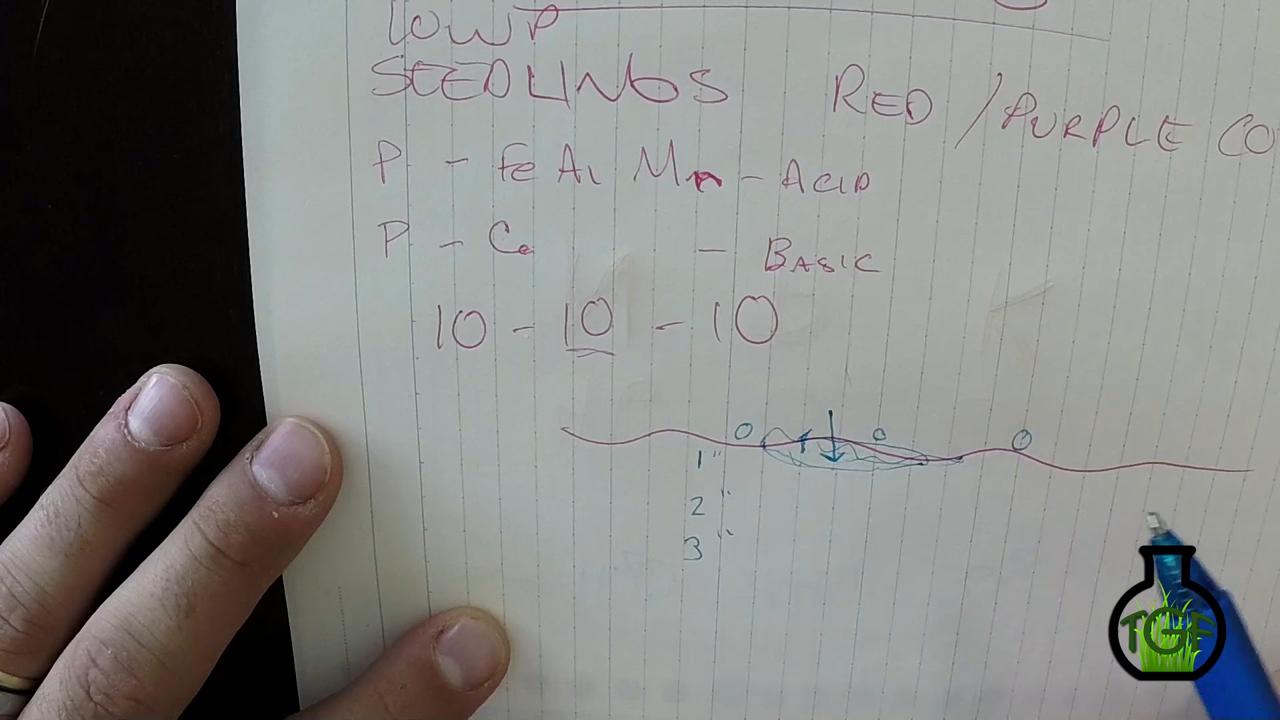 LOW P
SEEDLINGS RED / PURPLE CO
P - Fe Al Mn - ACID
P - Ca - BASIC
10 - 10 - 10
1"
2"
3"
TGF